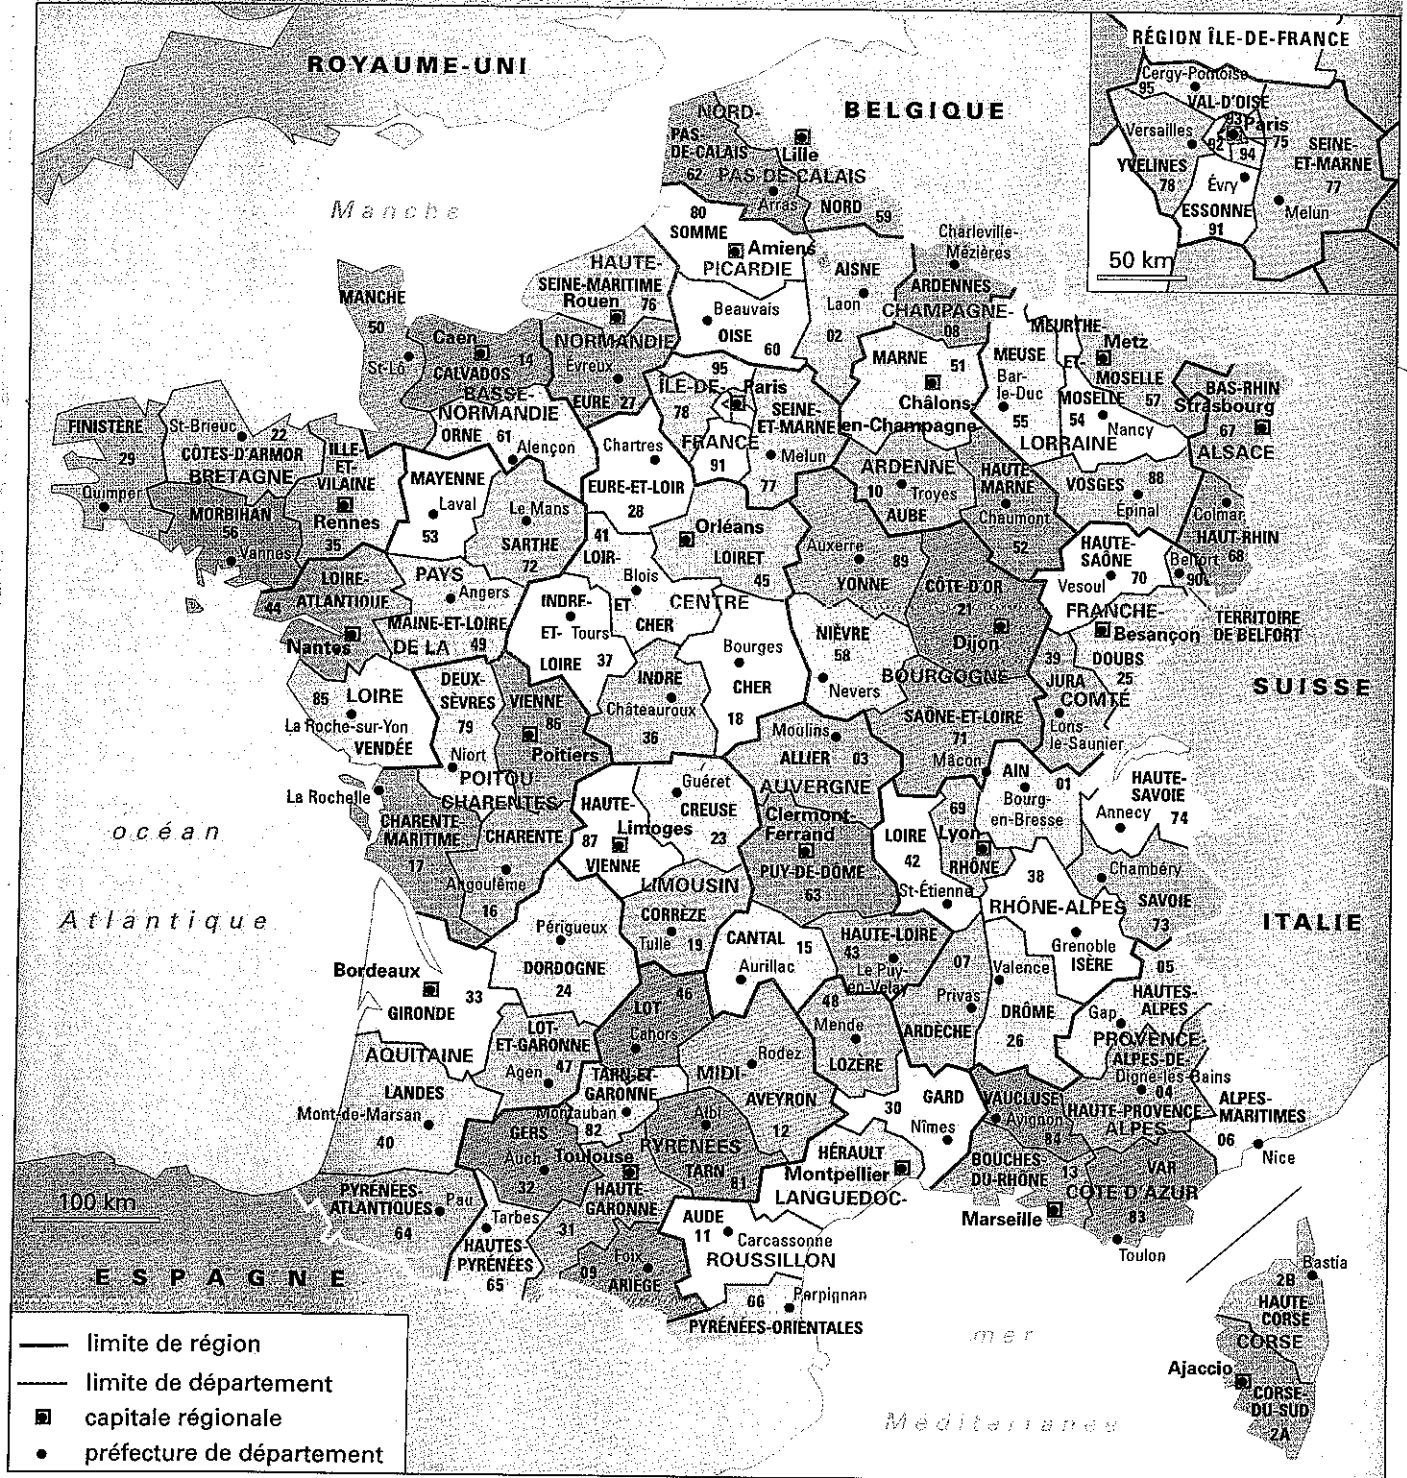 ROYAUME-UNI
BELGIQUE
RÉGION ÎLE-DE-FRANCE
Cergy-Pontoise
95
VAL-D'OISE
93
Paris
75
Versailles
92
94
SEINE-
ET-MARNE
77
YVELINES
78
Évry
ESSONNE
91
Melun
50 km
Manche
NORD-
PAS-
DE-CALAIS
62
Lille
PAS-DE-CALAIS
Arras
NORD
59
80
SOMME
Amiens
PICARDIE
AISNE
Laon
02
Charleville-
Mézières
ARDENNES
CHAMPAGNE-
08
HAUTE-
SEINE-MARITIME
Rouen
76
NORMANDIE
Évreux
EURE
27
Beauvais
OISE
60
MANCHE
50
St-Lô
Caen
14
CALVADOS
BASSE-
NORMANDIE
ORNE
61
Alençon
95
ÎLE-DE-
Paris
78
FRANCE
91
SEINE-
ET-MARNE
Melun
77
MARNE
51
Châlons-
en-Champagne
MEUSE
Bar-
le-Duc
55
MEURTHE-
ET
MOSELLE
54
Metz
MOSELLE
57
Nancy
LORRAINE
BAS-RHIN
Strasbourg
67
ALSACE
FINISTÈRE
29
Quimper
St-Brieuc
22
CÔTES-D'ARMOR
BRETAGNE
MORBIHAN
56
Vannes
ILLE-
ET-
VILAINE
Rennes
35
MAYENNE
Laval
53
Le Mans
SARTHE
72
Chartres
EURE-ET-LOIR
28
41
LOIR-
Blois
ET
CHER
Orléans
LOIRET
45
CENTRE
ARDENNE
10
Troyes
AUBE
HAUTE-
MARNE
Chaumont
52
VOSGES
88
Épinal
Colmar
HAUT-RHIN
68
Auxerre
89
YONNE
CÔTE-D'OR
21
Dijon
HAUTE-
SAÔNE
Vesoul
70
Belfort
90
TERRITOIRE
DE BELFORT
FRANCHE-
Besançon
DOUBS
25
39
JURA
COMTÉ
Lons-
le-Saunier
LOIRE-
ATLANTIQUE
44
Nantes
PAYS
Angers
MAINE-ET-LOIRE
DE LA
49
INDRE-
ET-
Tours
LOIRE
37
INDRE
Châteauroux
36
Bourges
CHER
18
NIÈVRE
58
Nevers
BOURGOGNE
SAÔNE-ET-LOIRE
71
Mâcon
SUISSE
85
LOIRE
La Roche-sur-Yon
VENDÉE
DEUX-
SÈVRES
79
Niort
VIENNE
86
Poitiers
POITOU
CHARENTES
La Rochelle
CHARENTE
MARITIME
17
CHARENTE
Angoulême
16
Moulins
ALLIER
03
AUVERGNE
Clermont-
Ferrand
PUY-DE-DÔME
63
HAUTE-
87
Limoges
VIENNE
Guéret
CREUSE
23
LIMOUSIN
CORRÈZE
Tulle
19
LOIRE
42
St-Étienne
69
Lyon
RHÔNE
AIN
01
Bourg-
en-Bresse
HAUTE-
SAVOIE
Annecy
74
Chambéry
SAVOIE
73
38
RHÔNE-ALPES
Grenoble
ISÈRE
ITALIE
océan
Atlantique
Bordeaux
33
GIRONDE
AQUITAINE
Périgueux
DORDOGNE
24
CANTAL
15
Aurillac
HAUTE-LOIRE
43
Le Puy-
en-Velay
07
Privas
ARDÈCHE
Valence
DRÔME
26
05
HAUTES-
ALPES
Gap
PROVENCE-
ALPES-DE-
Digne-les-Bains
04
HAUTE-PROVENCE
ALPES
ALPES-
MARITIMES
06
Nice
LOT
46
Cahors
LOT-
ET-GARONNE
Agen
47
TARN-ET-
GARONNE
Montauban
82
MIDI-
Rodez
AVEYRON
12
48
Mende
LOZÈRE
GARD
30
Nîmes
VAUCLUSE
Avignon
84
LANDES
Mont-de-Marsan
40
GERS
Auch
32
Toulouse
HAUTE
GARONNE
31
PYRÉNÉES
Albi
TARN
81
HÉRAULT
Montpellier
LANGUEDOC-
BOUCHES-
DU-RHÔNE
13
Marseille
VAR
CÔTE D'AZUR
83
Toulon
100 km
PYRÉNÉES-
ATLANTIQUES
64
Pau
Tarbes
HAUTES-
PYRÉNÉES
65
09
Foix
ARIÈGE
AUDE
11
Carcassonne
ROUSSILLON
66
Perpignan
PYRÉNÉES-ORIENTALES
ESPAGNE
mer
Méditerranée
Bastia
2B
HAUTE-
CORSE
CORSE
Ajaccio
CORSE-
DU-SUD
2A
limite de région
limite de département
capitale régionale
préfecture de département